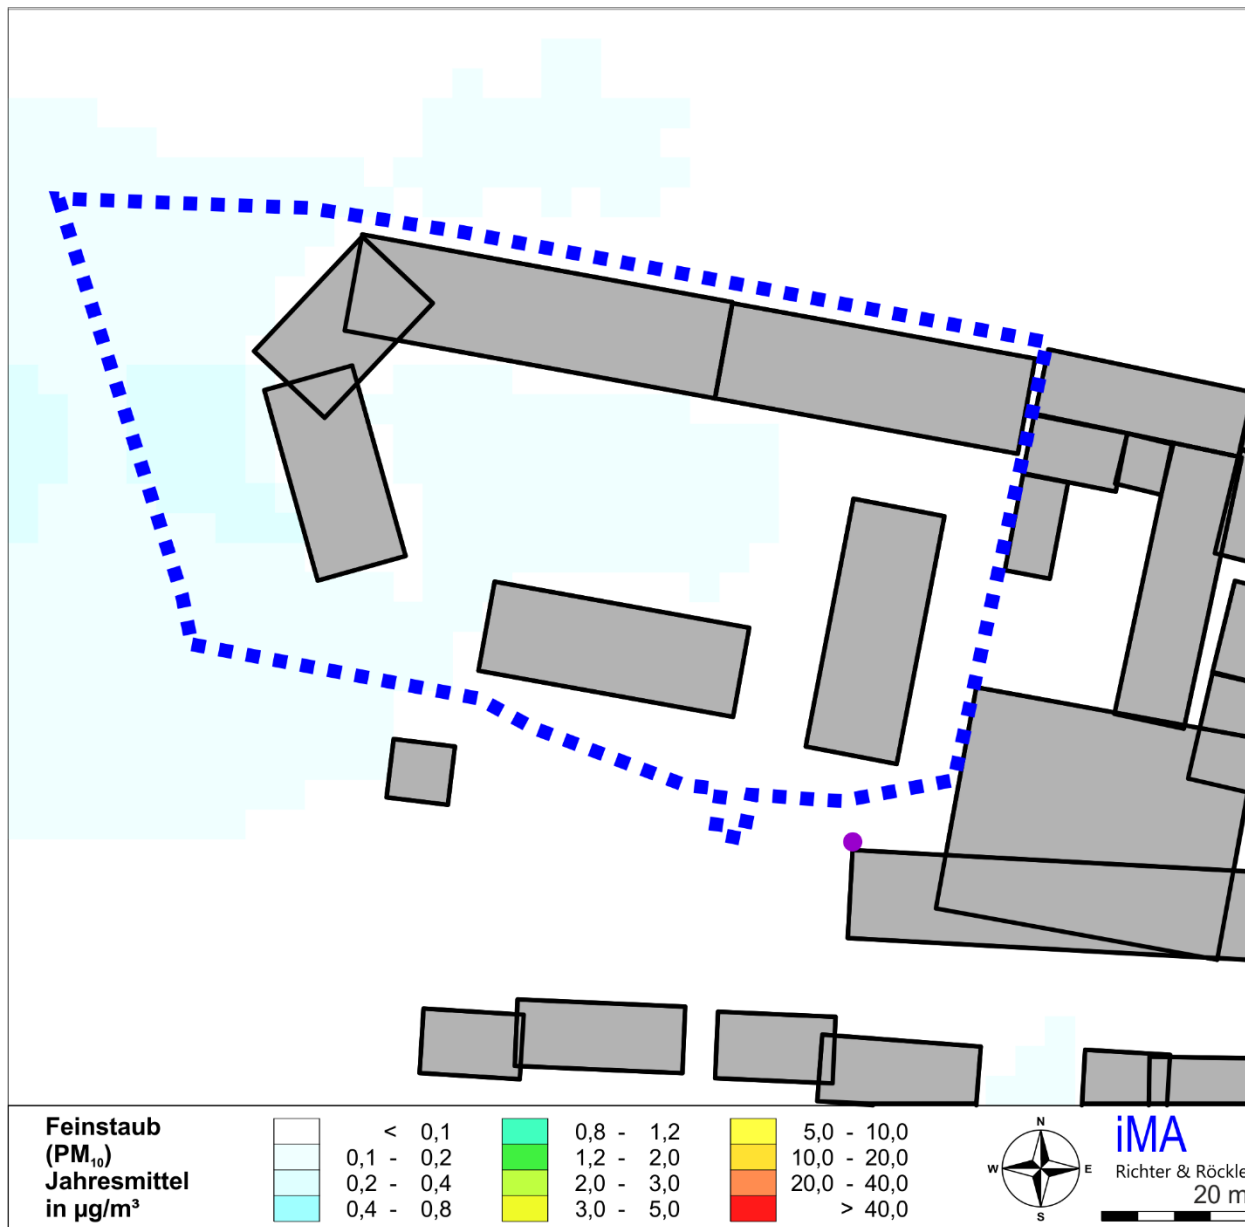 Feinstaub
(PM₁₀)
Jahresmittel
in µg/m³
< 0,1
0,1 - 0,2
0,2 - 0,4
0,4 - 0,8
0,8 - 1,2
1,2 - 2,0
2,0 - 3,0
3,0 - 5,0
5,0 - 10,0
10,0 - 20,0
20,0 - 40,0
> 40,0
N
W E
S
iMA
Richter & Röckle
20 m